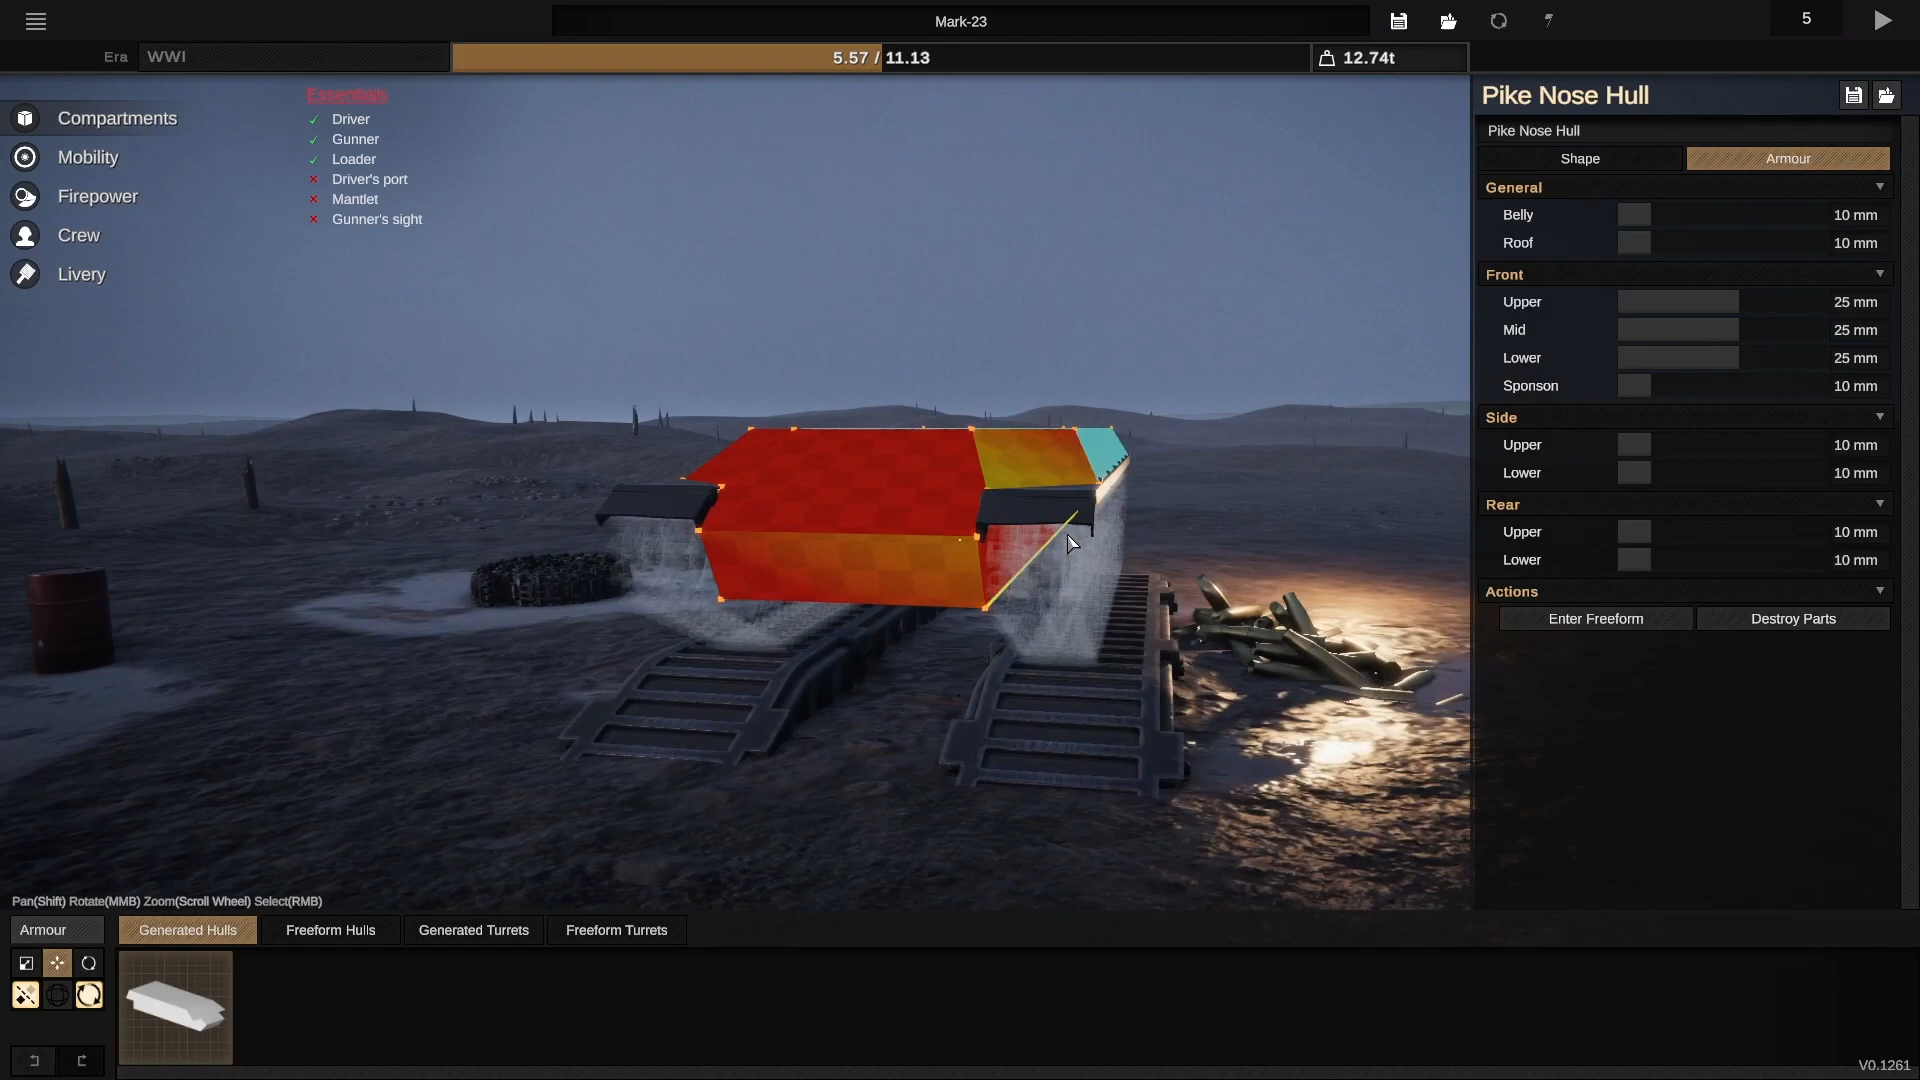 Mark-23
5
Era
WWI
5.57 / 11.13
12.74t
Compartments
Mobility
Firepower
Crew
Livery
Essentials
✓ Driver
✓ Gunner
✓ Loader
× Driver's port
× Mantlet
× Gunner's sight
Pike Nose Hull
Pike Nose Hull
Shape
Armour
General
Belly 10 mm
Roof 10 mm
Front
Upper 25 mm
Mid 25 mm
Lower 25 mm
Sponson 10 mm
Side
Upper 10 mm
Lower 10 mm
Rear
Upper 10 mm
Lower 10 mm
Actions
Enter Freeform
Destroy Parts
Pan(Shift) Rotate(MMB) Zoom(Scroll Wheel) Select(RMB)
Armour
Generated Hulls
Freeform Hulls
Generated Turrets
Freeform Turrets
V0.1261